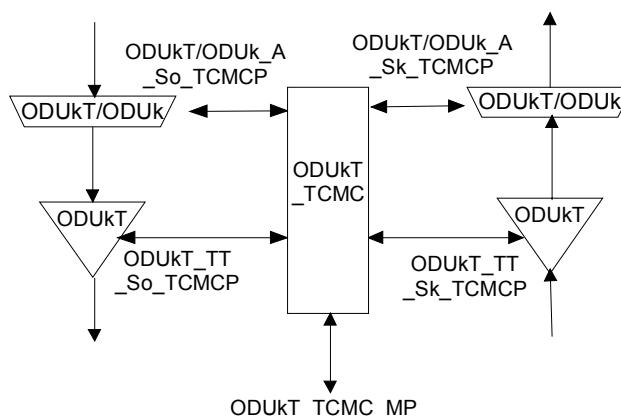 ODUkT/ODUk_A
_So_TCMCP
ODUkT/ODUk_A
_Sk_TCMCP
ODUkT/ODUk
ODUkT/ODUk
ODUkT
_TCMC
ODUkT
ODUkT
ODUkT_TT
_So_TCMCP
ODUkT_TT
_Sk_TCMCP
ODUkT_TCMC_MP